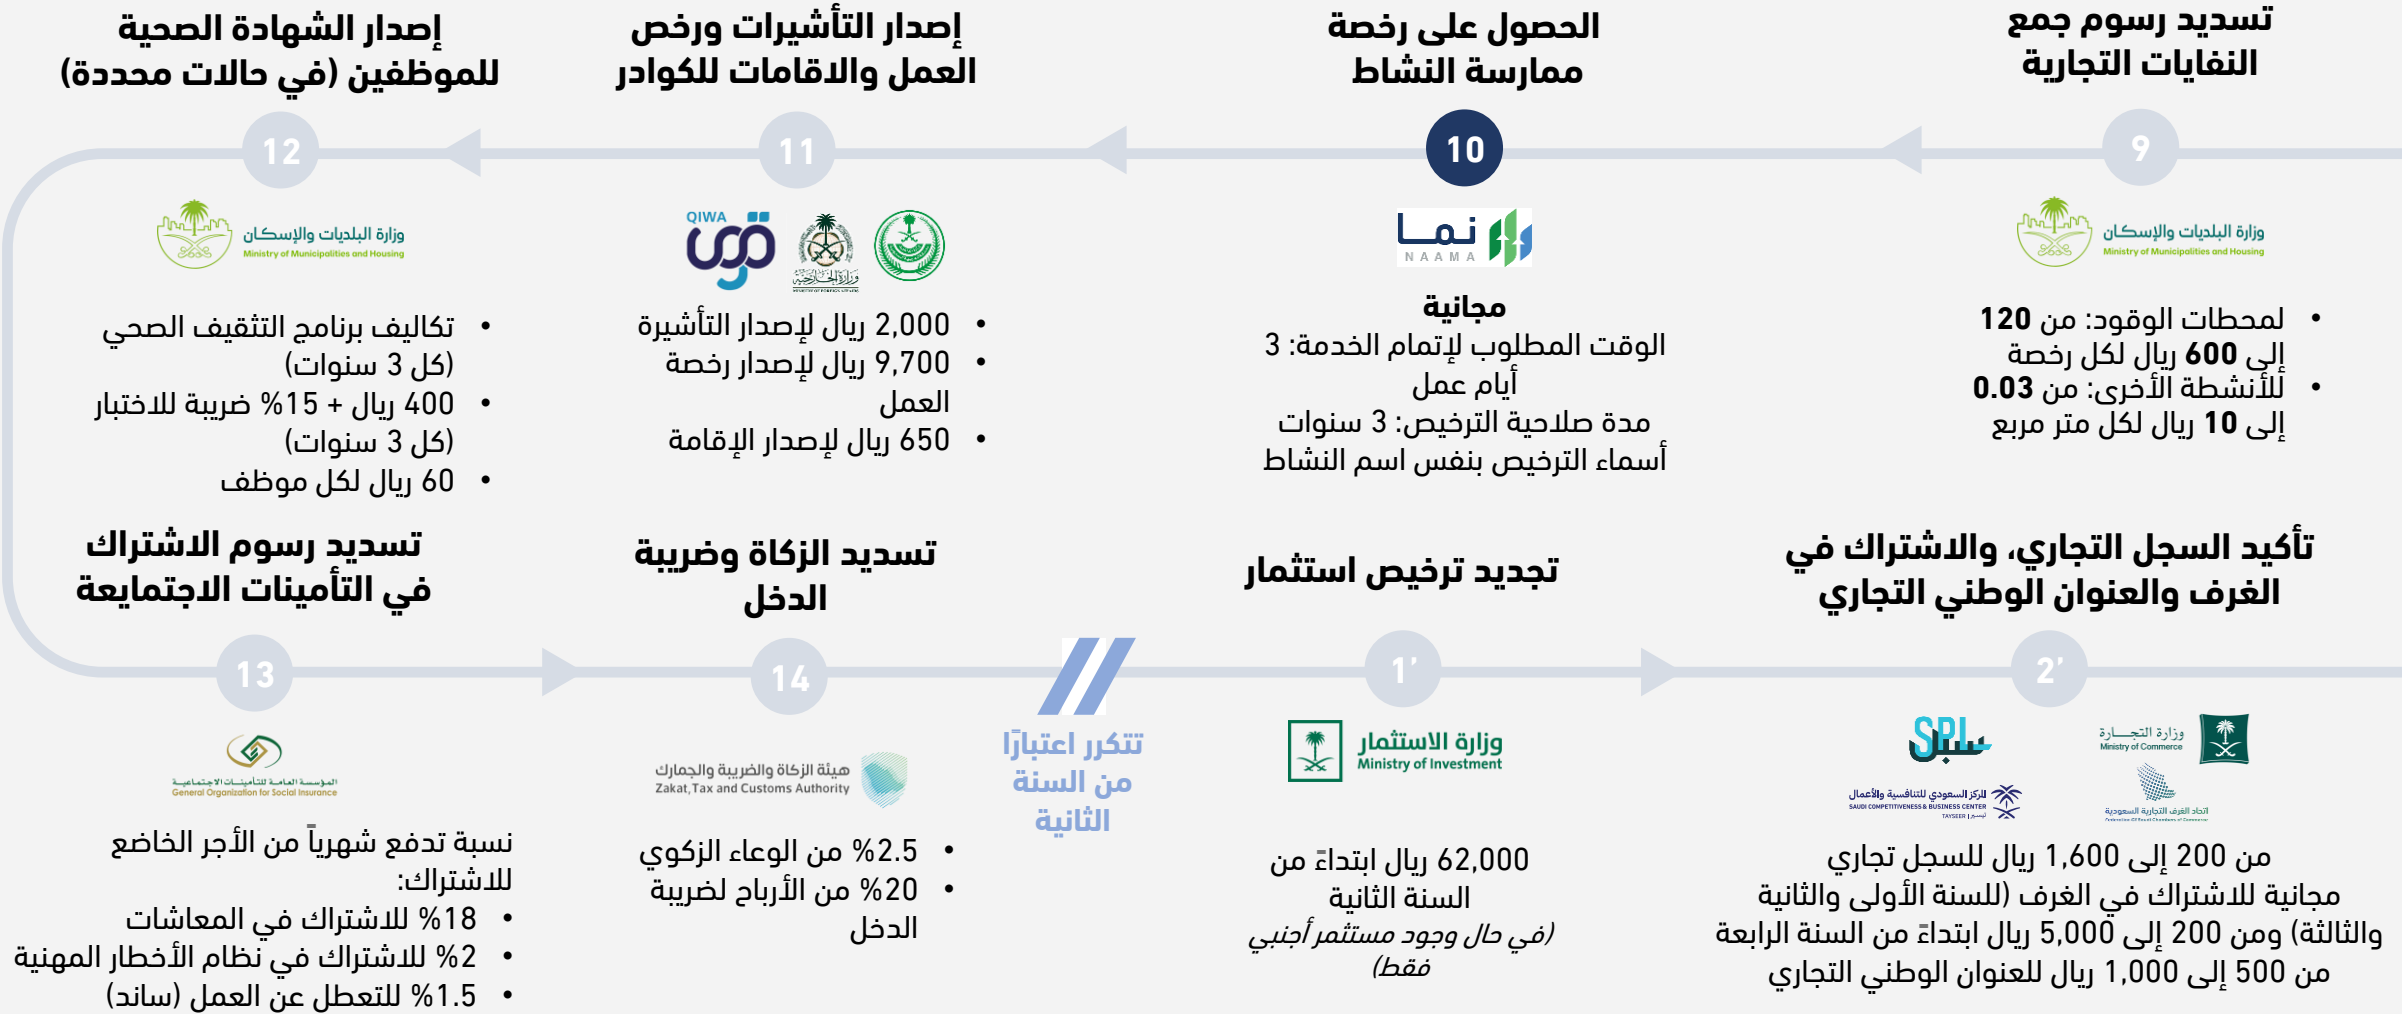 تسديد رسوم جمع
النفايات التجارية
9
وزارة البلديات والإسكان
Ministry of Municipalities and Housing
• لمحطات الوقود: من 120
إلى 600 ريال لكل رخصة
• للأنشطة الأخرى: من 0.03
إلى 10 ريال لكل متر مربع
الحصول على رخصة
ممارسة النشاط
10
نما
NAAMA
مجانية
الوقت المطلوب لإتمام الخدمة: 3
أيام عمل
مدة صلاحية الترخيص: 3 سنوات
أسماء الترخيص بنفس اسم النشاط
إصدار التأشيرات ورخص
العمل والاقامات للكوادر
11
QIWA
قوى
وزارة الخارجية
MINISTRY OF FOREIGN AFFAIRS
• 2,000 ريال لإصدار التأشيرة
• 9,700 ريال لإصدار رخصة
العمل
• 650 ريال لإصدار الإقامة
إصدار الشهادة الصحية
للموظفين (في حالات محددة)
12
وزارة البلديات والإسكان
Ministry of Municipalities and Housing
• تكاليف برنامج التثقيف الصحي
(كل 3 سنوات)
• 400 ريال + 15% ضريبة للاختبار
(كل 3 سنوات)
• 60 ريال لكل موظف
تسديد رسوم الاشتراك
في التأمينات الاجتمايعة
13
المؤسسة العامة للتأمينات الاجتماعية
General Organization for Social Insurance
نسبة تدفع شهرياً من الأجر الخاضع
للاشتراك:
• 18% للاشتراك في المعاشات
• 2% للاشتراك في نظام الأخطار المهنية
• 1.5% للتعطل عن العمل (ساند)
تسديد الزكاة وضريبة
الدخل
14
هيئة الزكاة والضريبة والجمارك
Zakat, Tax and Customs Authority
• 2.5% من الوعاء الزكوي
• 20% من الأرباح لضريبة
الدخل
تتكرر اعتبارًا
من السنة
الثانية
تجديد ترخيص استثمار
1’
وزارة الاستثمار
Ministry of Investment
62,000 ريال ابتداءً من
السنة الثانية
(في حال وجود مستثمر أجنبي
فقط)
تأكيد السجل التجاري، والاشتراك في
الغرف والعنوان الوطني التجاري
2’
وزارة التجـــارة
Ministry of Commerce
SPL
سبل
المركز السعودي للتنافسية والأعمال
SAUDI COMPETITIVENESS & BUSINESS CENTER
TAYSEER | تيسير
اتحاد الغرف التجارية السعودية
من 200 إلى 1,600 ريال للسجل تجاري
مجانية للاشتراك في الغرف (للسنة الأولى والثانية
والثالثة) ومن 200 إلى 5,000 ريال ابتداءً من السنة الرابعة
من 500 إلى 1,000 ريال للعنوان الوطني التجاري